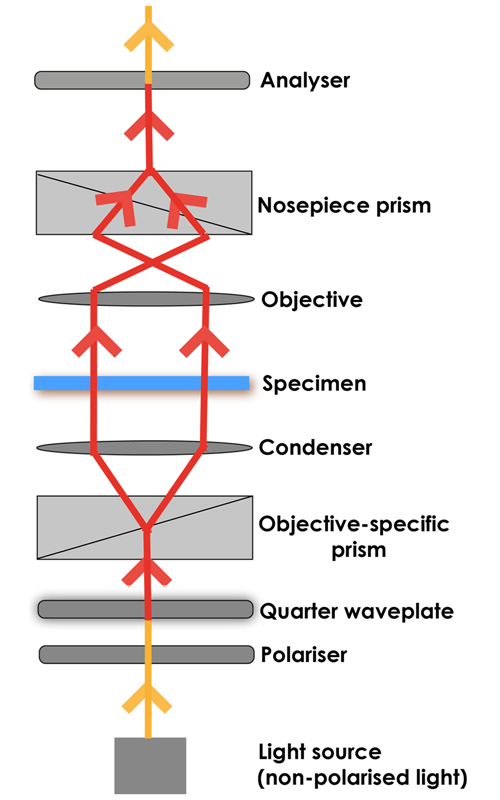 Analyser
Nosepiece prism
Objective
Specimen
Condenser
Objective-specific
prism
Quarter waveplate
Polariser
Light source
(non-polarised light)